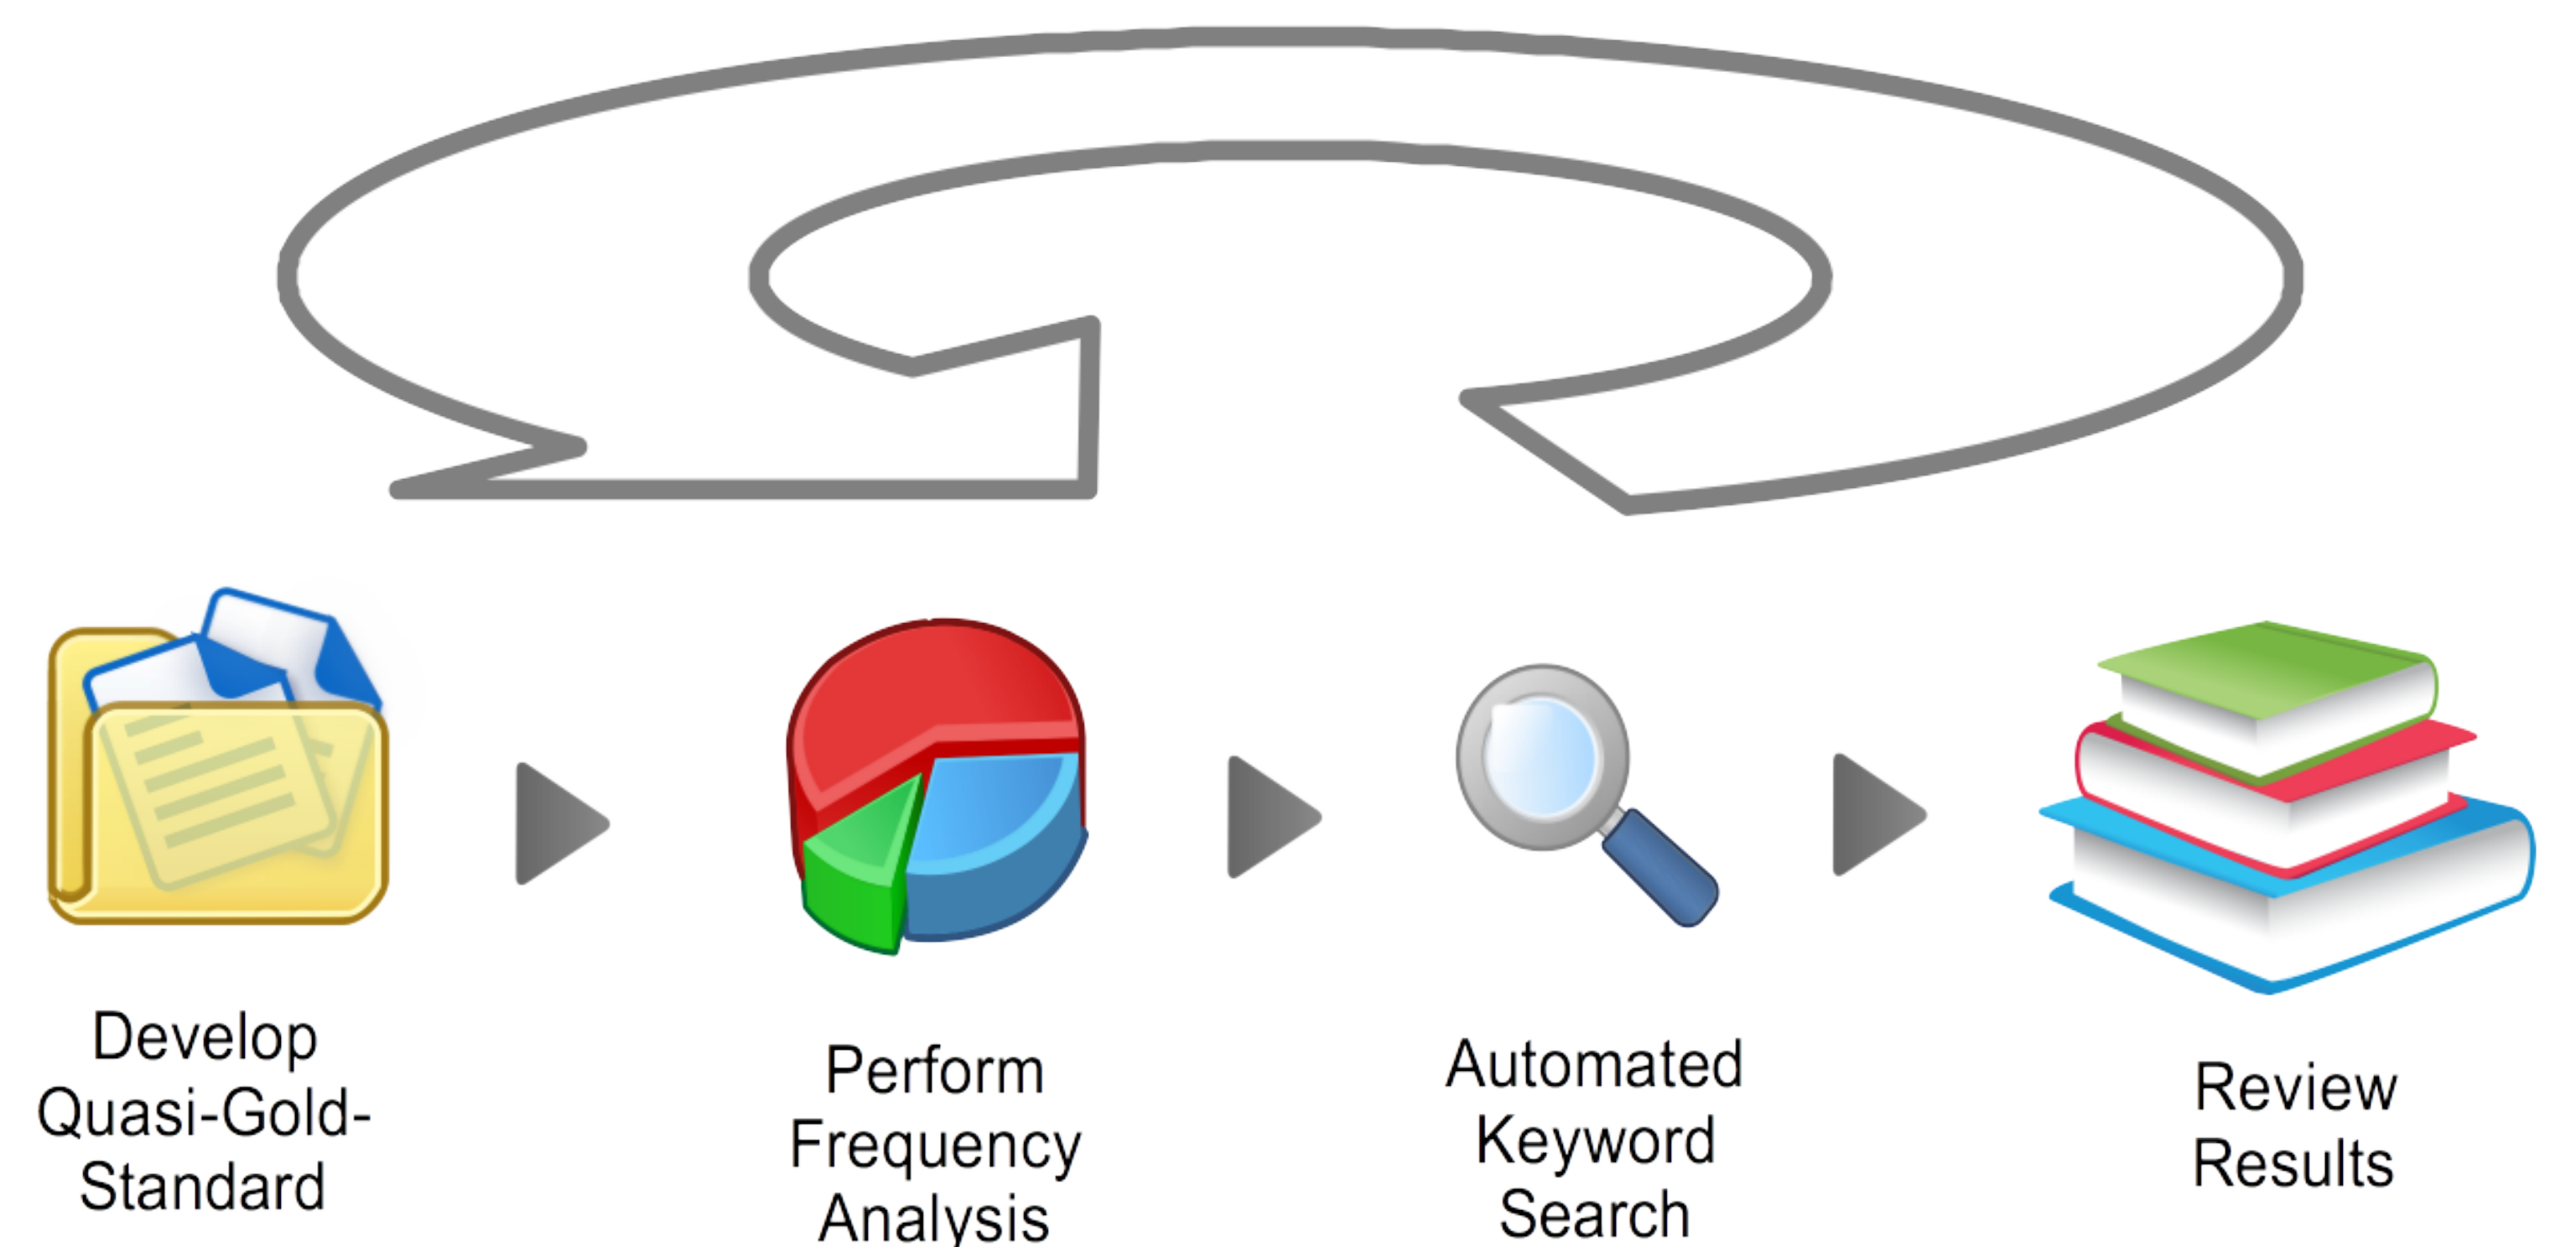 Develop
Quasi-Gold-
Standard
Perform
Frequency
Analysis
Automated
Keyword
Search
Review
Results